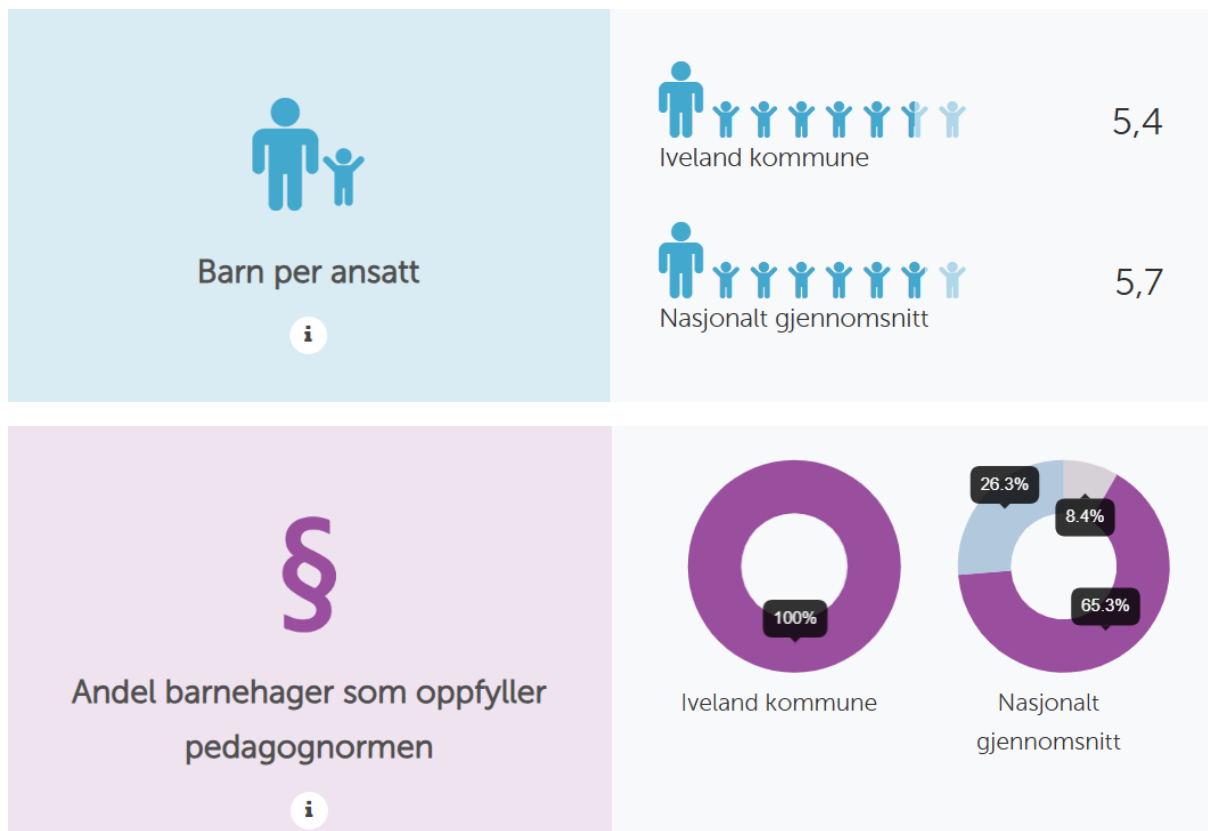 Barn per ansatt
i
Iveland kommune
5,4
Nasjonalt gjennomsnitt
5,7
§
Andel barnehager som oppfyller
pedagognormen
i
100%
Iveland kommune
26.3%
8.4%
65.3%
Nasjonalt
gjennomsnitt